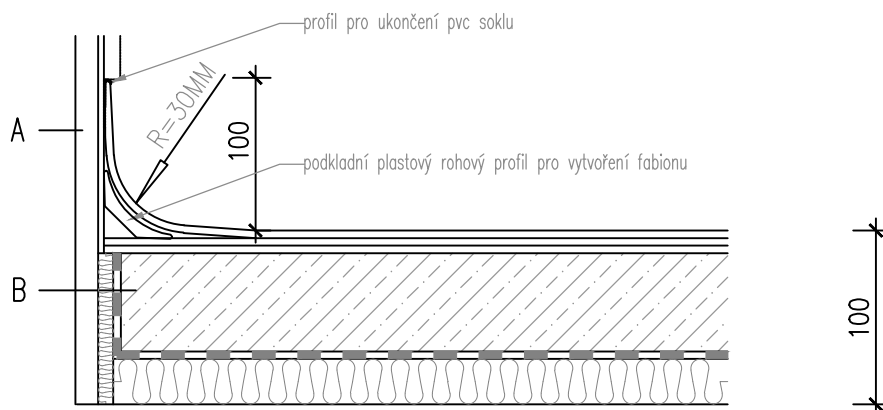 profil pro ukončení pvc soklu
A
R=30MM
100
podkladní plastový rohový profil pro vytvoření fabionu
B
100